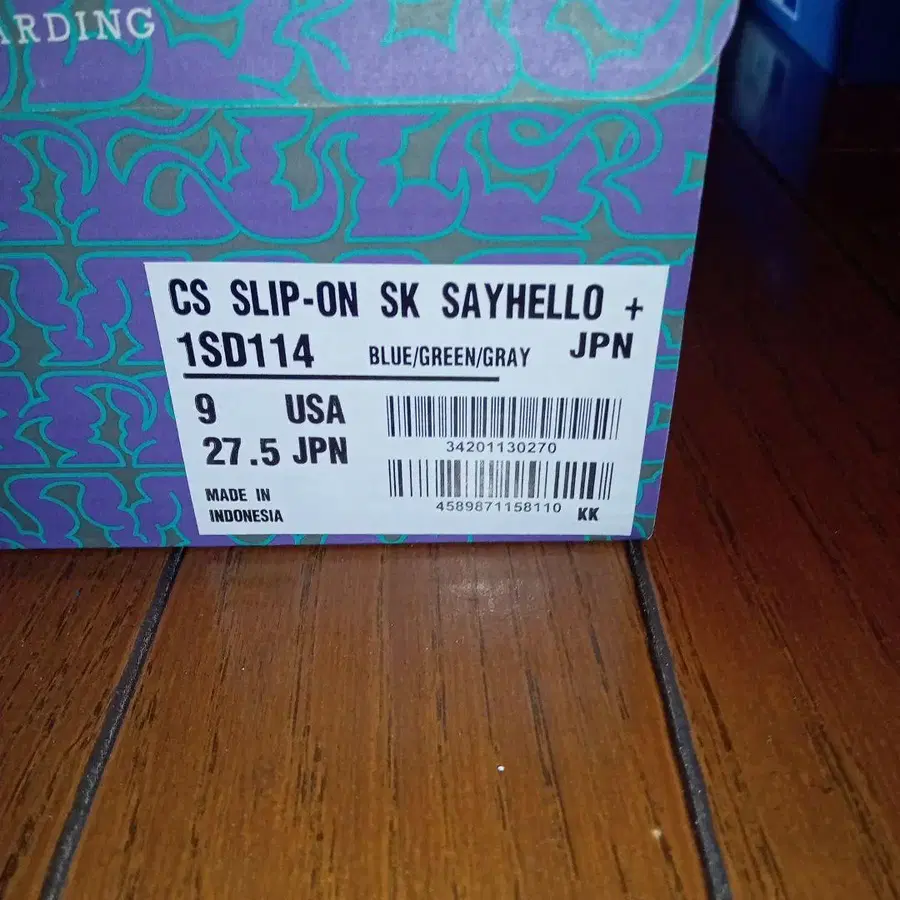 ARDING
CS SLIP-ON SK SAYHELLO +
1SD114 BLUE/GREEN/GRAY JPN
9 USA
27.5 JPN
34201130270
4589871158110 KK
MADE IN
INDONESIA